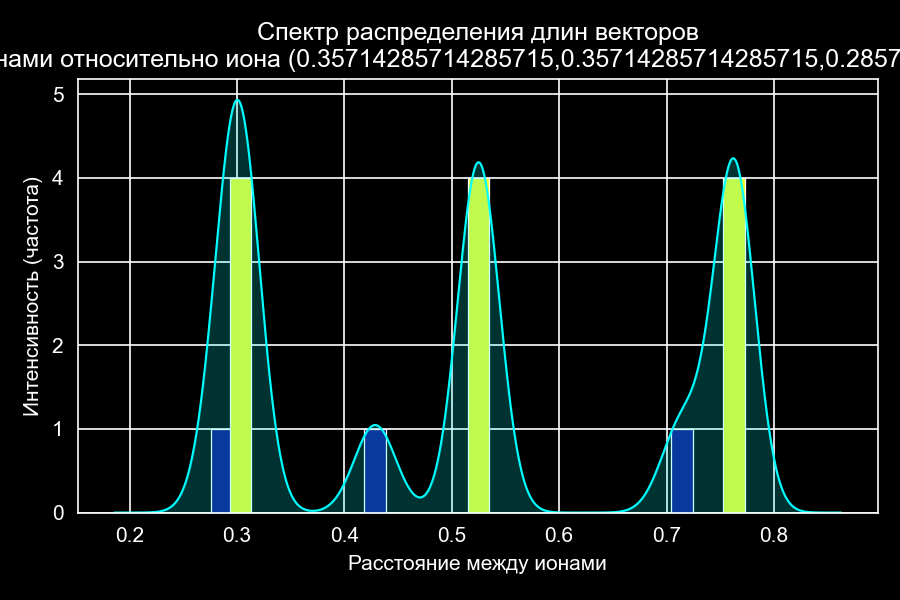 Спектр распределения длин векторов
нами относительно иона (0.35714285714285715,0.35714285714285715,0.2857
Интенсивность (частота)
5
4
3
2
1
0
0.2 0.3 0.4 0.5 0.6 0.7 0.8
Расстояние между ионами